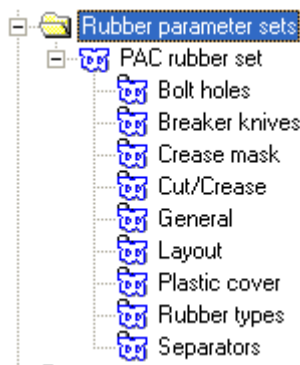 Rubber parameter sets
PAC rubber set
Bolt holes
Breaker knives
Crease mask
Cut/Crease
General
Layout
Plastic cover
Rubber types
Separators